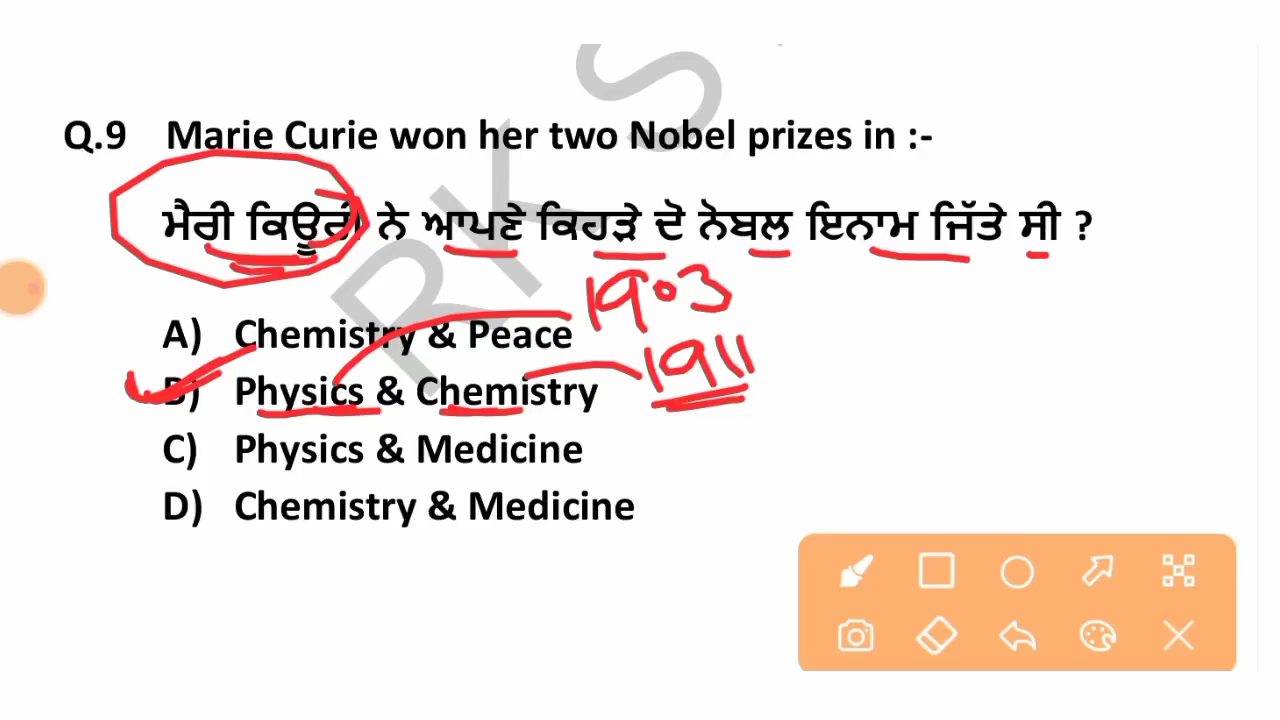 Q.9 Marie Curie won her two Nobel prizes in :-
ਮੈਰੀ ਕਿਊਰੀ ਨੇ ਆਪਣੇ ਕਿਹੜੇ ਦੋ ਨੋਬਲ ਇਨਾਮ ਜਿੱਤੇ ਸੀ ?
1903
A) Chemistry & Peace
1911
B) Physics & Chemistry
C) Physics & Medicine
D) Chemistry & Medicine
RK S